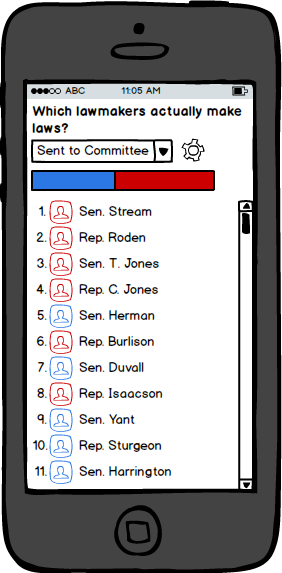 ABC 11:05 AM
Which lawmakers actually make
laws?
Sent to Committee
1. Sen. Stream
2. Rep. Roden
3. Sen. T. Jones
4. Rep. C. Jones
5. Sen. Herman
6. Rep. Burlison
7. Sen. Duvall
8. Rep. Isaacson
9. Sen. Yant
10. Rep. Sturgeon
11. Sen. Harrington